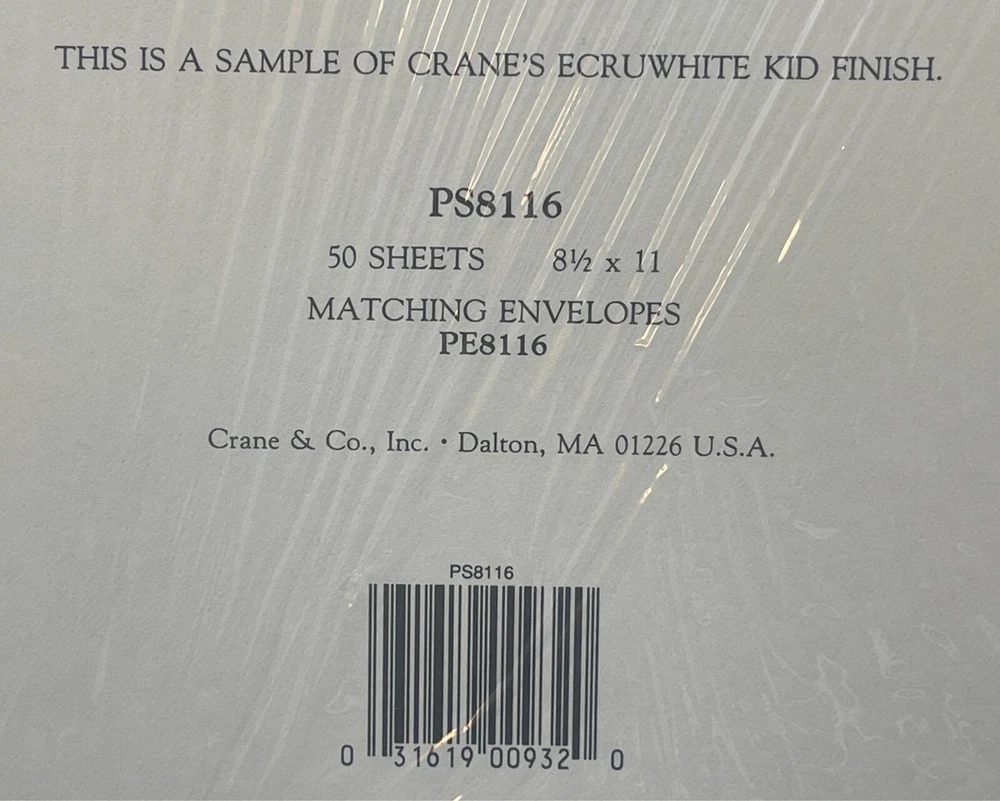 THIS IS A SAMPLE OF CRANE'S ECRUWHITE KID FINISH.
PS8116
50 SHEETS 8½ x 11
MATCHING ENVELOPES
PE8116
Crane & Co., Inc. • Dalton, MA 01226 U.S.A.
PS8116
0 31619 00932 0